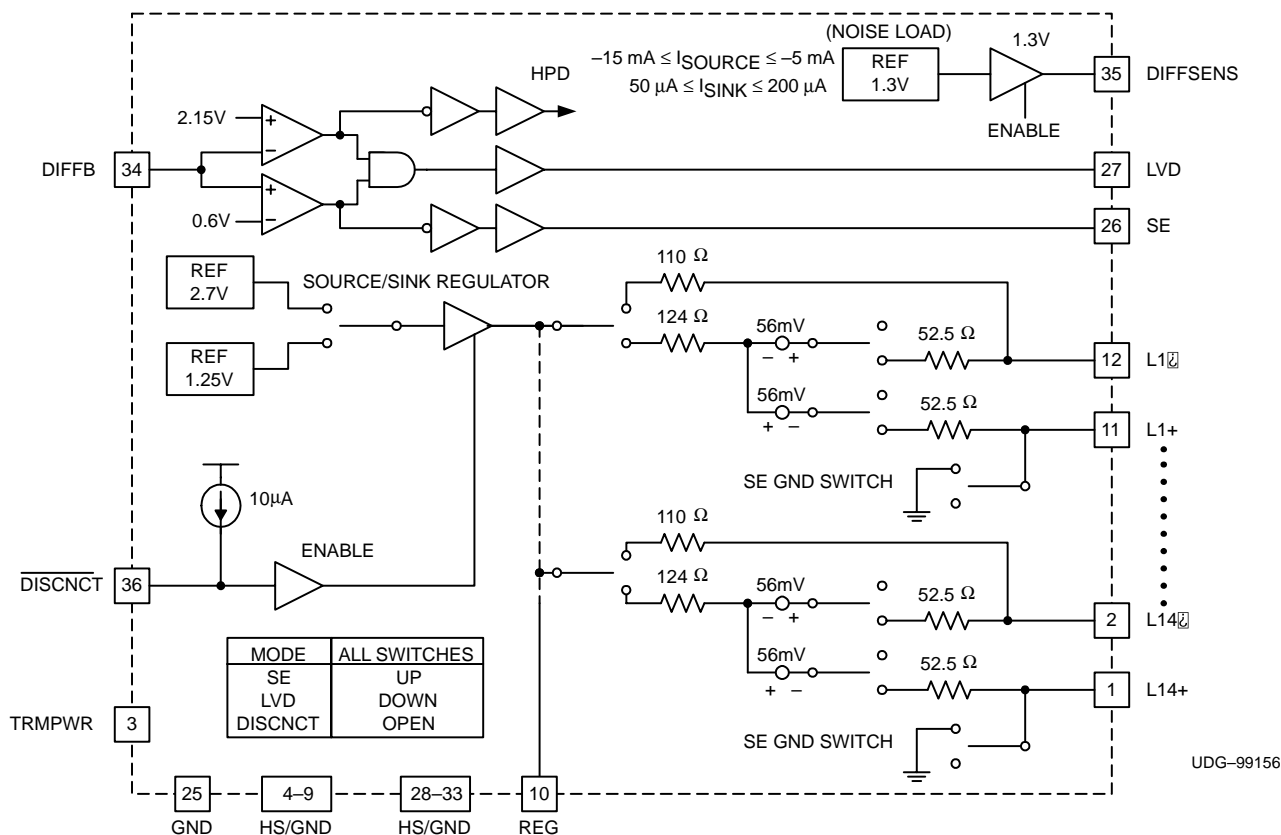 (NOISE LOAD)
–15 mA ≤ ISOURCE ≤ –5 mA
50 µA ≤ ISINK ≤ 200 µA
REF
1.3V
1.3V
ENABLE
35
DIFFSENS
HPD
2.15V
DIFFB
34
0.6V
27
LVD
26
SE
REF
2.7V
SOURCE/SINK REGULATOR
REF
1.25V
110 Ω
124 Ω
56mV
– +
52.5 Ω
12
L1¿
56mV
+ –
52.5 Ω
11
L1+
SE GND SWITCH
10µA
ENABLE
DISCNCT
36
110 Ω
124 Ω
56mV
– +
52.5 Ω
2
L14¿
56mV
+ –
52.5 Ω
1
L14+
SE GND SWITCH
MODE ALL SWITCHES
SE UP
LVD DOWN
DISCNCT OPEN
TRMPWR
3
25
GND
4–9
HS/GND
28–33
HS/GND
10
REG
UDG–99156